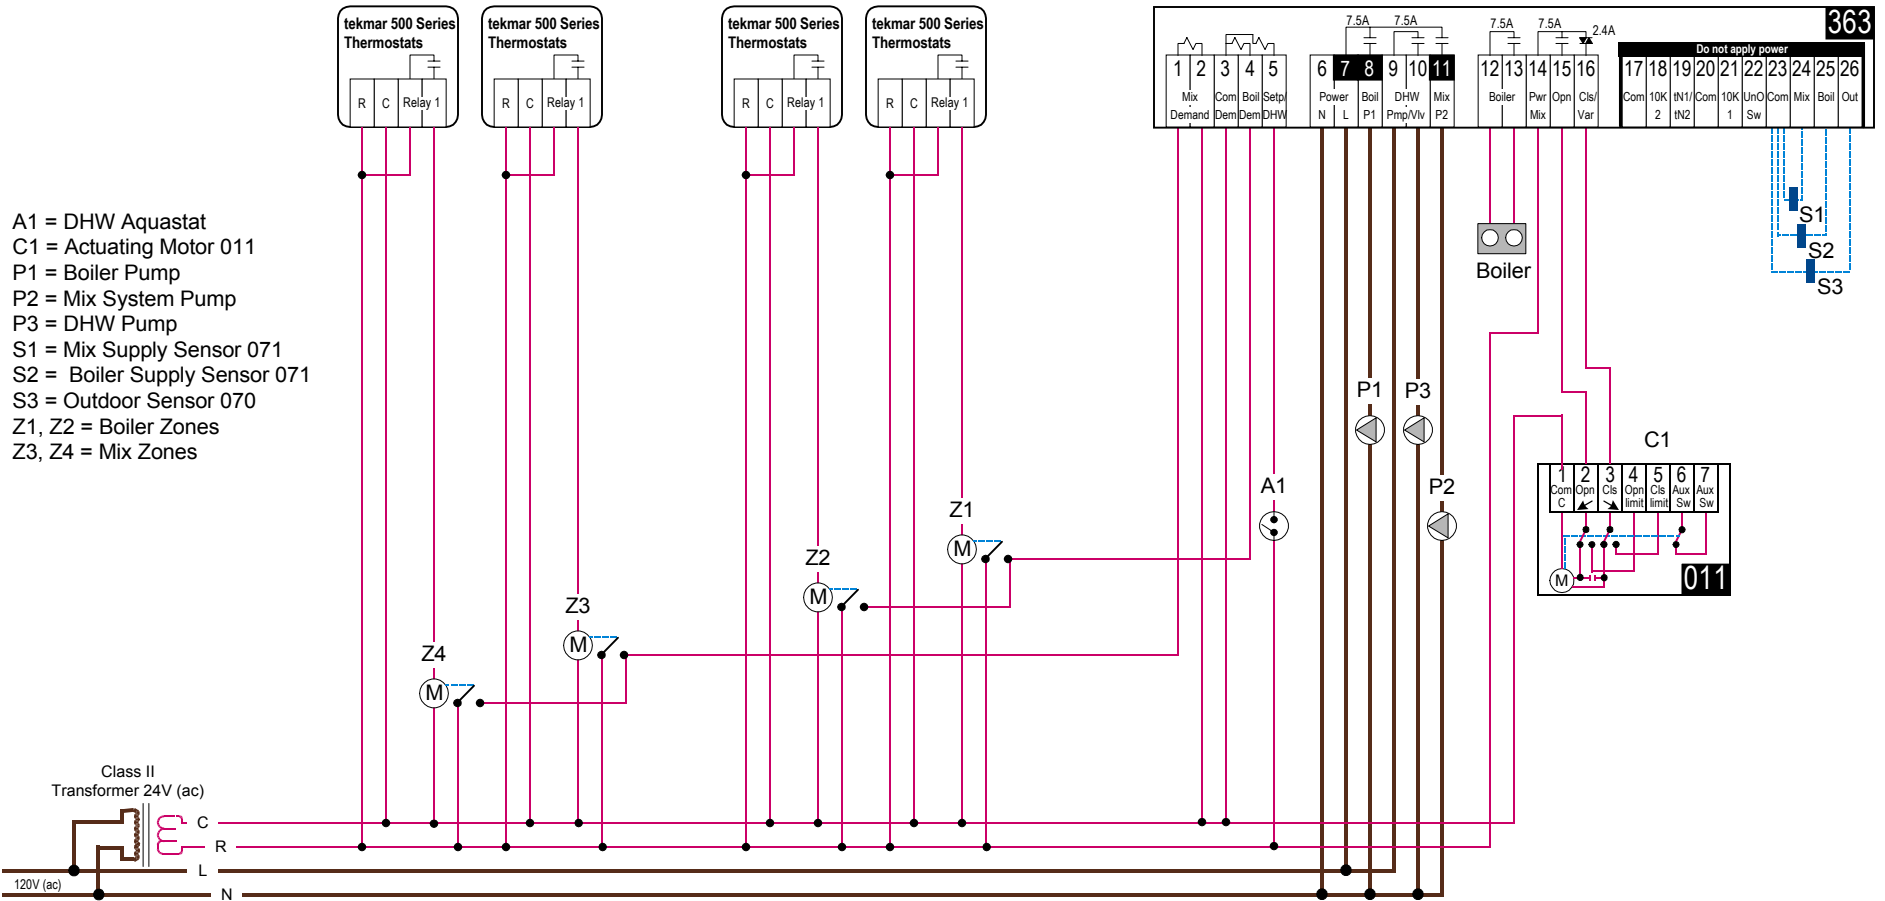 tekmar 500 Series
Thermostats
R C Relay 1
tekmar 500 Series
Thermostats
R C Relay 1
tekmar 500 Series
Thermostats
R C Relay 1
tekmar 500 Series
Thermostats
R C Relay 1
363
7.5A 7.5A 7.5A 7.5A 2.4A
Do not apply power
1 2 3 4 5 6 7 8 9 10 11 12 13 14 15 16 17 18 19 20 21 22 23 24 25 26
Mix Com Boil Setp/ Power Boil DHW Mix Boiler Pwr Opn Cls/ Com 10K tN1/ Com 10K UnO Com Mix Boil Out
Demand Dem Dem DHW N L P1 Pmp/Vlv P2 Mix Var 2 tN2 1 Sw
A1 = DHW Aquastat
C1 = Actuating Motor 011
P1 = Boiler Pump
P2 = Mix System Pump
P3 = DHW Pump
S1 = Mix Supply Sensor 071
S2 = Boiler Supply Sensor 071
S3 = Outdoor Sensor 070
Z1, Z2 = Boiler Zones
Z3, Z4 = Mix Zones
S1
S2
S3
Boiler
P1 P3
C1
1 2 3 4 5 6 7
Com Opn Cls Opn Cls Aux Aux
C limit limit Sw Sw
M
011
A1
P2
Z1
M
Z2
M
Z3
M
Z4
M
Class II
Transformer 24V (ac)
C
R
L
120V (ac)
N